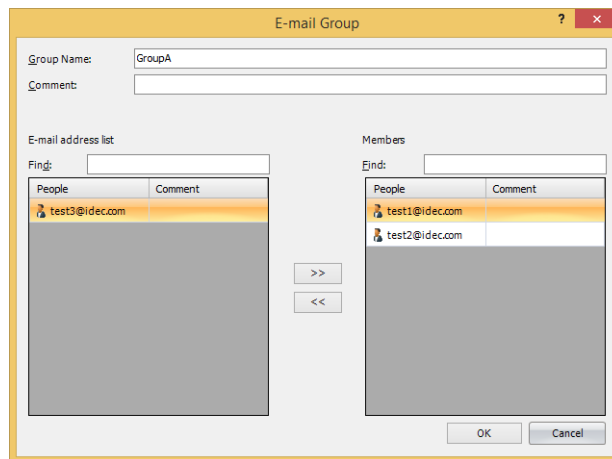 E-mail Group
? ×
Group Name: GroupA
Comment:
E-mail address list
Find:
People Comment
test3@idec.com
>>
<<
Members
Find:
People Comment
test1@idec.com
test2@idec.com
OK Cancel